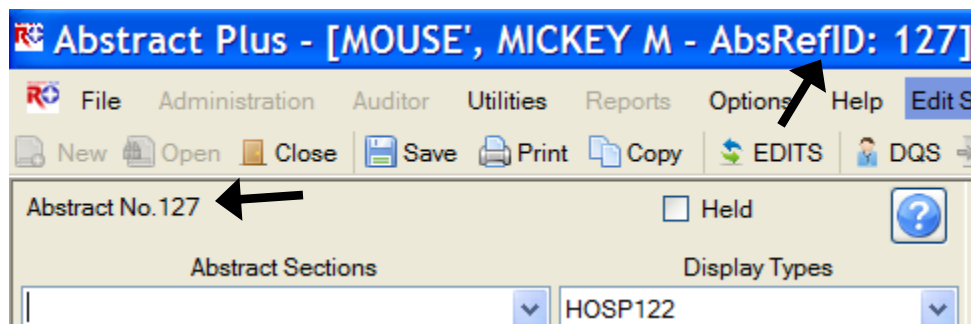 Abstract Plus - [MOUSE', MICKEY M - AbsRefID: 127]
File Administration Auditor Utilities Reports Options Help Edit S
New Open Close Save Print Copy EDITS DQS
Abstract No.127 Held
Abstract Sections Display Types
HOSP122